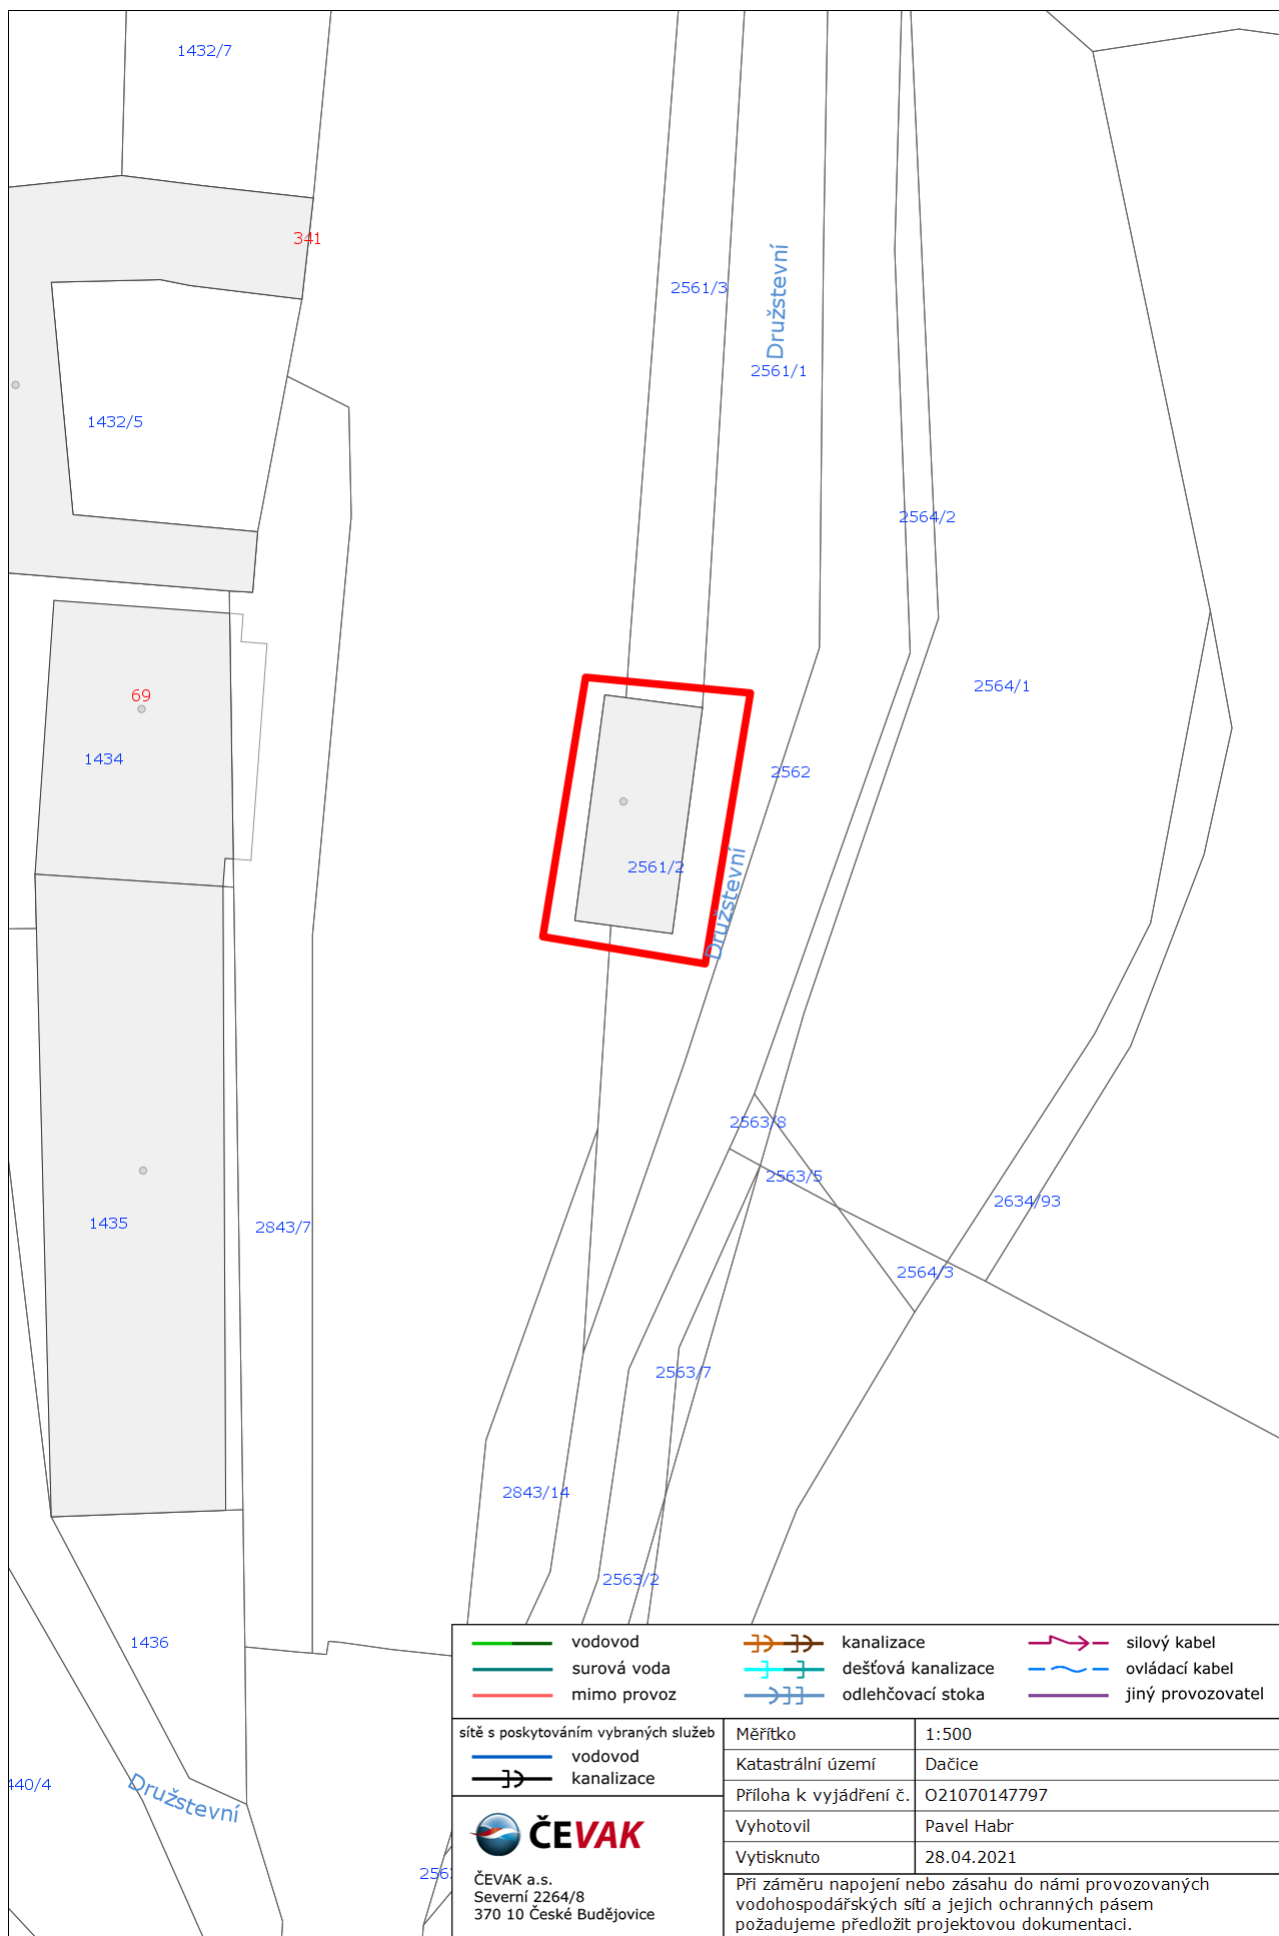 1432/7
341
2561/3
Družstevní
2561/1
1432/5
2564/2
2564/1
69
1434
2562
2561/2
Družstevní
2563/8
2563/5
2634/93
1435
2843/7
2564/3
2563/7
2843/14
2563/2
1436
440/4
Družstevní
vodovod
surová voda
mimo provoz
kanalizace
dešťová kanalizace
odlehčovací stoka
silový kabel
ovládací kabel
jiný provozovatel
sítě s poskytováním vybraných služeb
vodovod
kanalizace
Měřítko 1:500
Katastrální území Dačice
Příloha k vyjádření č. O21070147797
Vyhotovil Pavel Habr
Vytisknuto 28.04.2021
ČEVAK
ČEVAK a.s.
Severní 2264/8
370 10 České Budějovice
Při záměru napojení nebo zásahu do námi provozovaných
vodohospodářských sítí a jejich ochranných pásem
požadujeme předložit projektovou dokumentaci.